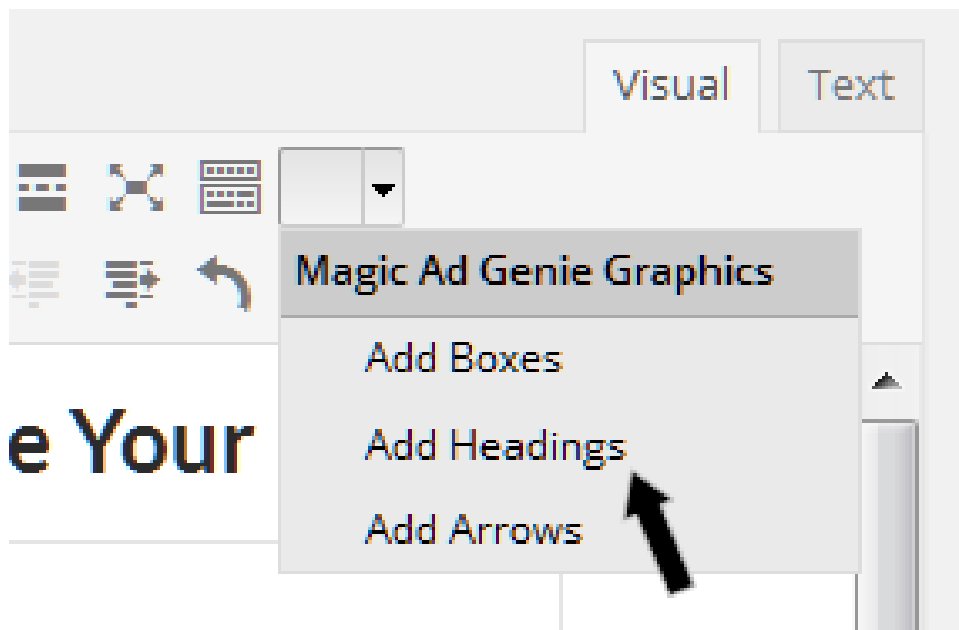 Visual Text
Magic Ad Genie Graphics
Add Boxes
e Your
Add Headings
Add Arrows